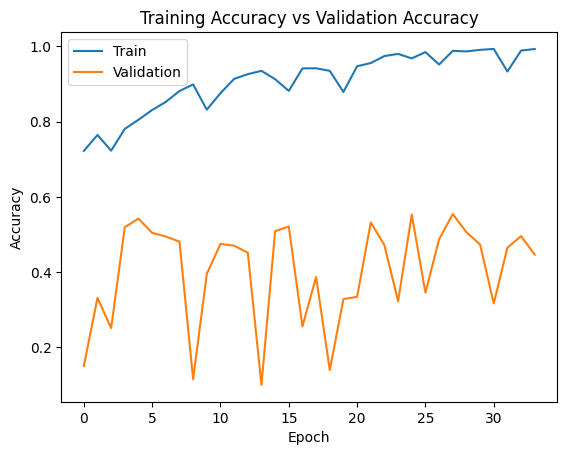 Training Accuracy vs Validation Accuracy
Train
Validation
1.0
0.8
0.6
0.4
0.2
Accuracy
0 5 10 15 20 25 30
Epoch